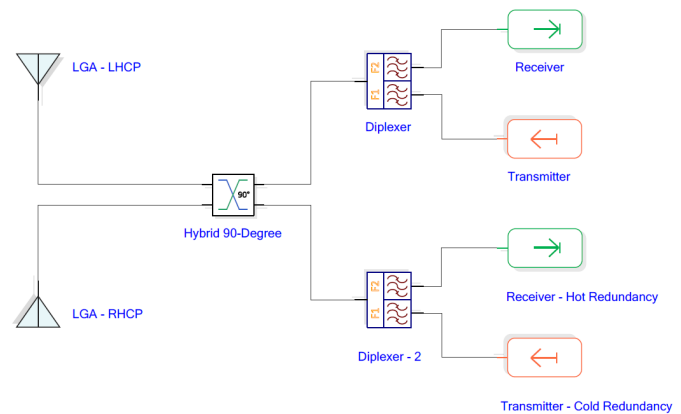 LGA - LHCP
Receiver
F2
F1
Diplexer
Transmitter
90°
Hybrid 90-Degree
LGA - RHCP
F2
F1
Receiver - Hot Redundancy
Diplexer - 2
Transmitter - Cold Redundancy